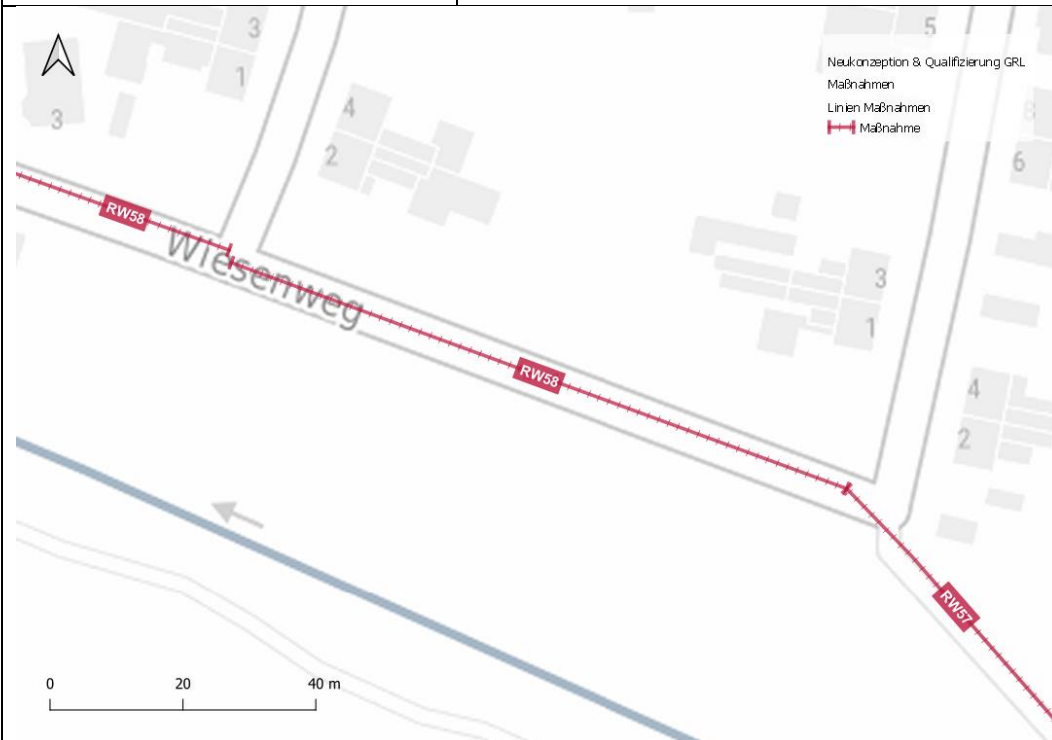 3
5
1
Neukonzeption & Qualifizierung GRL
Maßnahmen
Linien Maßnahmen
Maßnahme
4
3
8
2
6
RW58
Wiesenweg
3
1
RW58
4
2
RW57
0 20 40 m